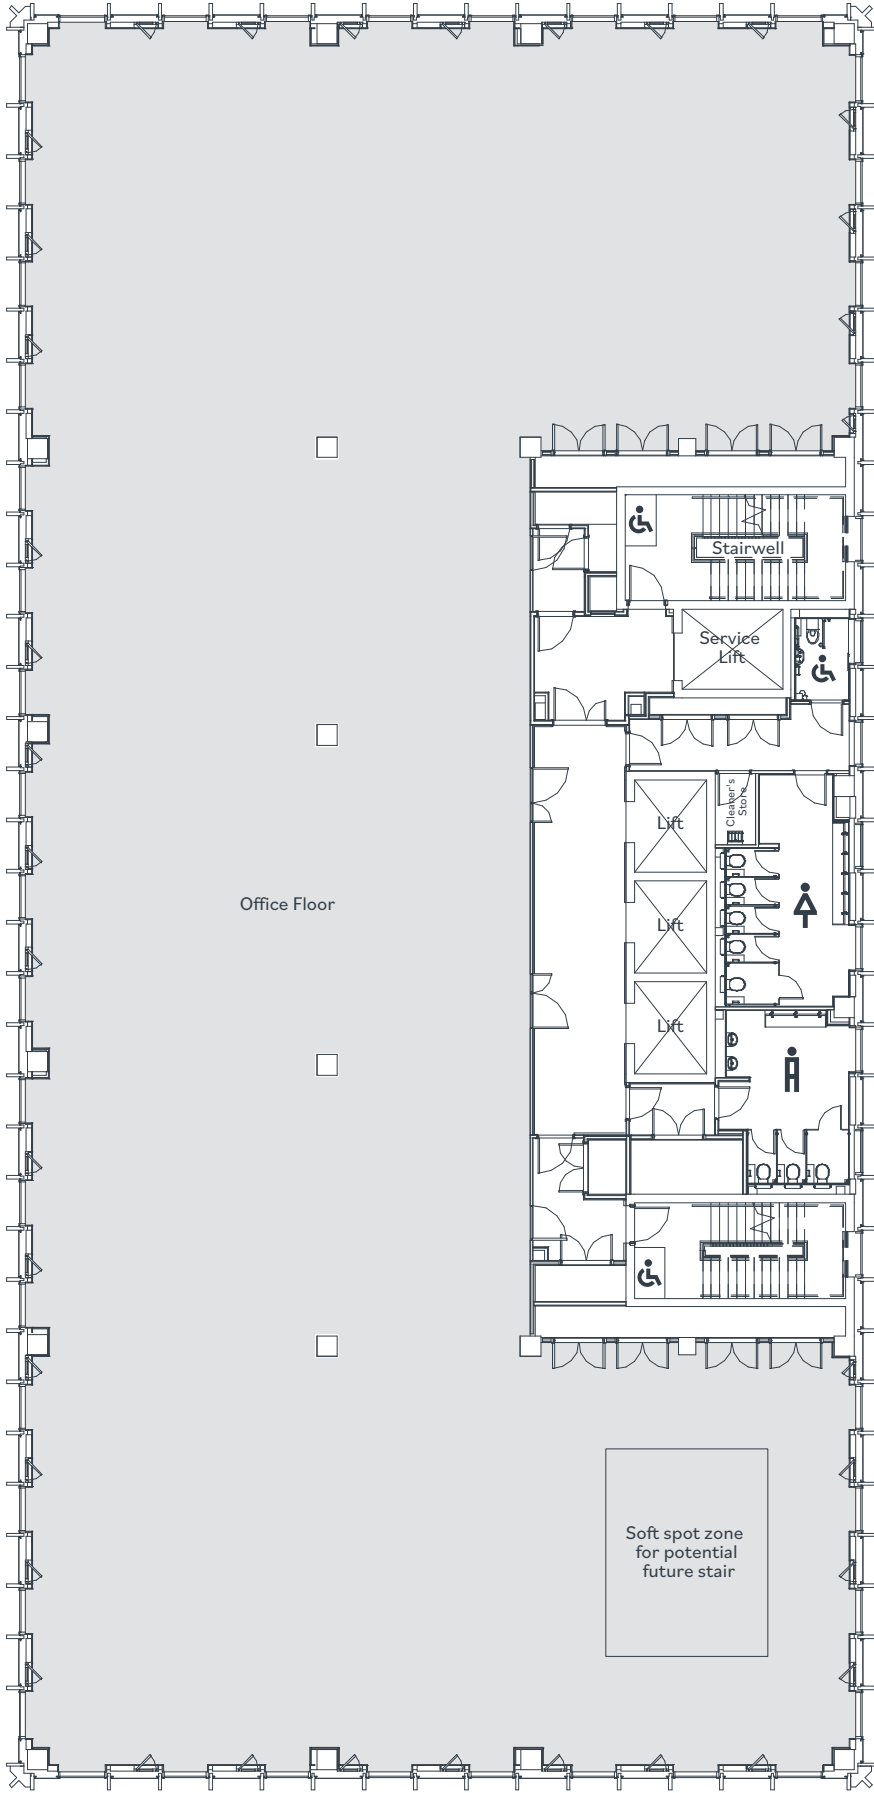 Stairwell
Service
Lift
Cleaner's
Store
Lift
Office Floor
Lift
Lift
Soft spot zone
for potential
future stair